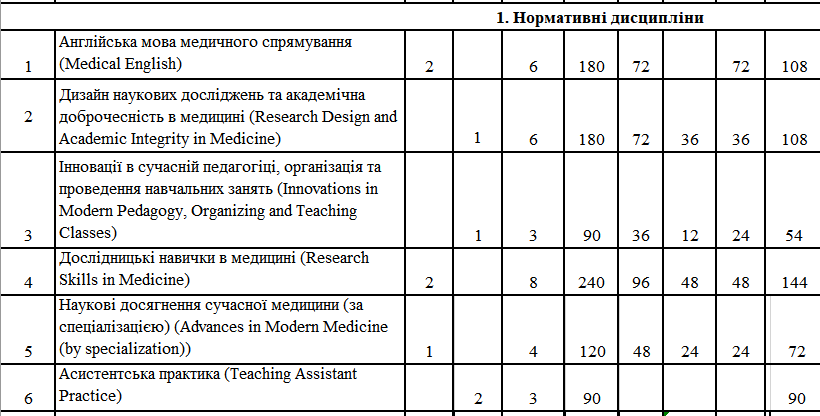 1. Нормативні дисципліни
Англійська мова медичного спрямування
1 (Medical English) 2 6 180 72 72 108
Дизайн наукових досліджень та академічна
2 доброчесність в медицині (Research Design and
Academic Integrity in Medicine) 1 6 180 72 36 36 108
Інновації в сучасній педагогіці, організація та
проведення навчальних занять (Innovations in
Modern Pedagogy, Organizing and Teaching
3 Classes) 1 3 90 36 12 24 54
Дослідницькі навички в медицині (Research
4 Skills in Medicine) 2 8 240 96 48 48 144
Наукові досягнення сучасної медицини (за
спеціалізацією) (Advances in Modern Medicine
5 (by specialization)) 1 4 120 48 24 24 72
Асистентська практика (Teaching Assistant
6 Practice) 2 3 90 90